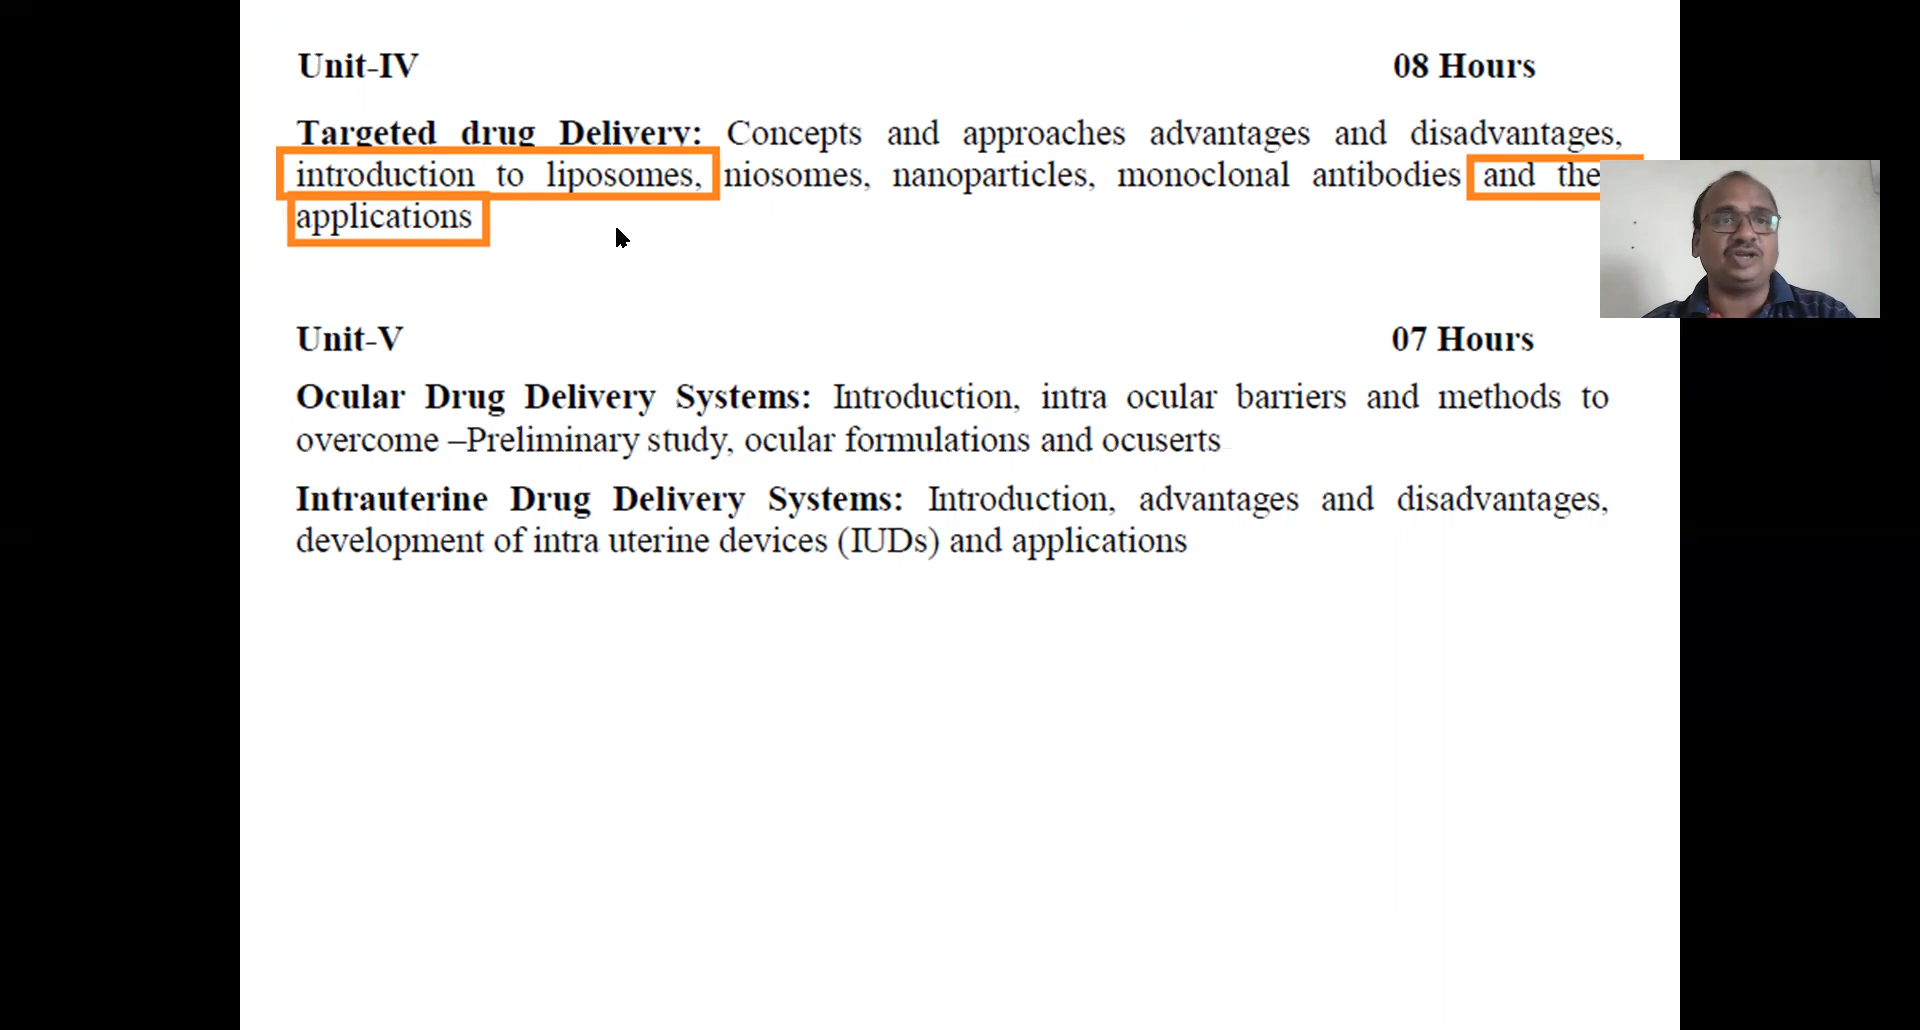 Unit-IV 08 Hours
Targeted drug Delivery: Concepts and approaches advantages and disadvantages,
introduction to liposomes, niosomes, nanoparticles, monoclonal antibodies and
applications
Unit-V 07 Hours
Ocular Drug Delivery Systems: Introduction, intra ocular barriers and methods to
overcome –Preliminary study, ocular formulations and ocuserts
Intrauterine Drug Delivery Systems: Introduction, advantages and disadvantages,
development of intra uterine devices (IUDs) and applications